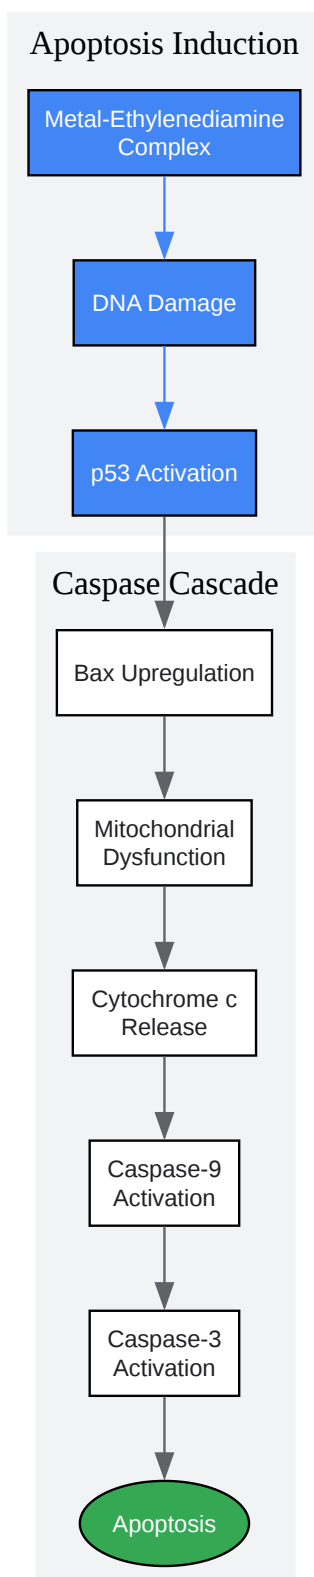 Apoptosis Induction
Metal-Ethylenediamine
Complex
DNA Damage
p53 Activation
Caspase Cascade
Bax Upregulation
Mitochondrial
Dysfunction
Cytochrome c
Release
Caspase-9
Activation
Caspase-3
Activation
Apoptosis